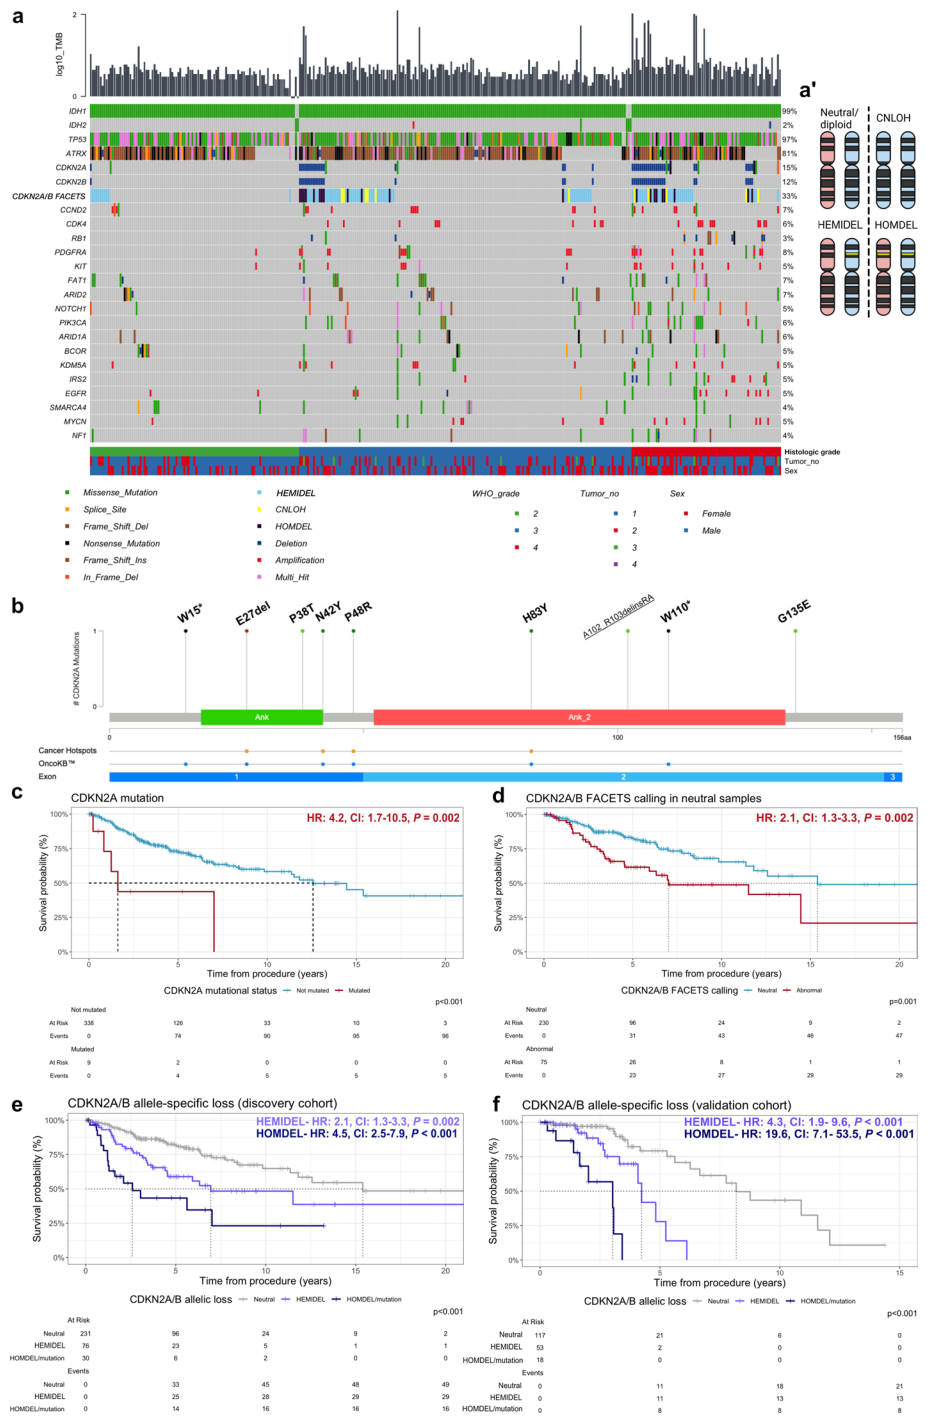 a
2
log10_TMB
0
a'
Neutral/
diploid
CNLOH
HEMIDEL
HOMDEL
IDH1 99%
IDH2 2%
TP53 97%
ATRX 81%
CDKN2A 15%
CDKN2B 12%
CDKN2A/B FACETS 33%
CCND2 7%
CDK4 6%
RB1 3%
PDGFRA 8%
KIT 5%
FAT1 7%
ARID2 7%
NOTCH1 5%
PIK3CA 6%
ARID1A 6%
BCOR 5%
KDM5A 5%
IRS2 5%
EGFR 5%
SMARCA4 4%
MYCN 5%
NF1 4%
Histologic grade
Tumor_no
Sex
Missense_Mutation HEMIDEL WHO_grade Tumor_no Sex
Splice_Site CNLOH 2 1 Female
Frame_Shift_Del HOMDEL 3 2 Male
Nonsense_Mutation Deletion 4 3
Frame_Shift_Ins Amplification 4
In_Frame_Del Multi_Hit
b
W15*
E27del
P38T
N42Y
P48R
H83Y
A102_R103delinsRA
W110*
G135E
# CDKN2A Mutations
1
0
Ank
Ank_2
0 100 156aa
Cancer Hotspots
OncoKB™
Exon 1 2 3
c
CDKN2A mutation
HR: 4.2, CI: 1.7-10.5, P = 0.002
Survival probability (%)
100%
75%
50%
25%
0%
0 5 10 15 20
Time from procedure (years)
CDKN2A mutational status Not mutated Mutated
p<0.001
Not mutated
At Risk 338 126 33 10 3
Events 0 74 90 95 96
Mutated
At Risk 9 2 0 0 0
Events 0 4 5 5 5
d
CDKN2A/B FACETS calling in neutral samples
HR: 2.1, CI: 1.3-3.3, P = 0.002
Survival probability (%)
100%
75%
50%
25%
0%
0 5 10 15 20
Time from procedure (years)
CDKN2A/B FACETS calling Neutral Abnormal
p=0.001
Neutral
At Risk 230 96 24 9 2
Events 0 31 43 46 47
Abnormal
At Risk 75 26 8 1 1
Events 0 23 27 29 29
e
CDKN2A/B allele-specific loss (discovery cohort)
HEMIDEL- HR: 2.1, CI: 1.3-3.3, P = 0.002
HOMDEL- HR: 4.5, CI: 2.5-7.9, P < 0.001
Survival probability (%)
100%
75%
50%
25%
0%
0 5 10 15 20
Time from procedure (years)
CDKN2A/B allelic loss Neutral HEMIDEL HOMDEL/mutation
p<0.001
At Risk
Neutral 231 96 24 9 2
HEMIDEL 76 23 5 1 1
HOMDEL/mutation 30 6 2 0 0
Events
Neutral 0 33 45 48 49
HEMIDEL 0 25 28 29 29
HOMDEL/mutation 0 14 16 16 16
f
CDKN2A/B allele-specific loss (validation cohort)
HEMIDEL- HR: 4.3, CI: 1.9- 9.6, P < 0.001
HOMDEL- HR: 19.6, CI: 7.1- 53.5, P < 0.001
Survival probability (%)
100%
75%
50%
25%
0%
0 5 10 15
Time from procedure (years)
CDKN2A/B allelic loss Neutral HEMIDEL HOMDEL/mutation
p<0.001
At Risk
Neutral 117 21 6 0
HEMIDEL 53 2 0 0
HOMDEL/mutation 18 0 0 0
Events
Neutral 0 11 18 21
HEMIDEL 0 11 13 13
HOMDEL/mutation 0 8 8 8